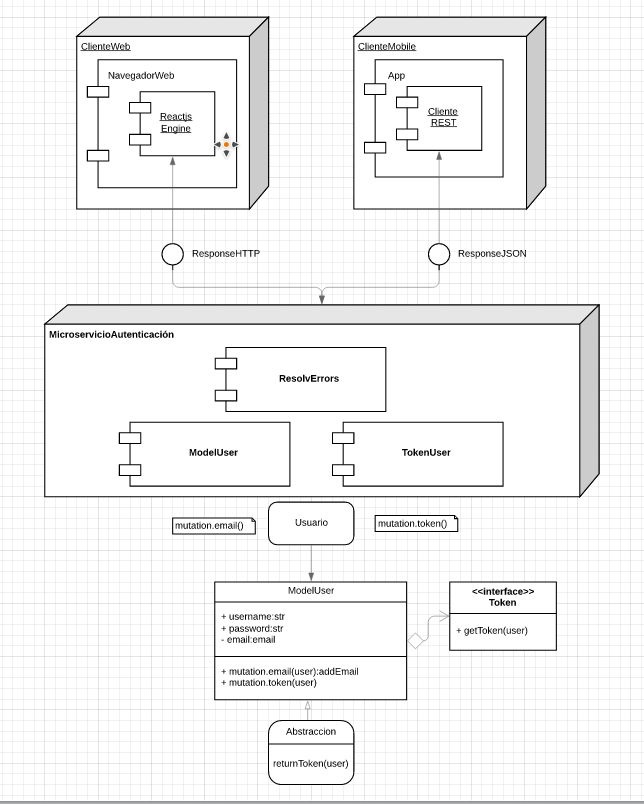 ClienteWeb
NavegadorWeb
Reactjs
Engine
ClienteMobile
App
Cliente
REST
ResponseHTTP
ResponseJSON
MicroservicioAutenticación
ResolvErrors
ModelUser
TokenUser
mutation.email()
Usuario
mutation.token()
ModelUser
+ username:str
+ password:str
- email:email
+ mutation.email(user):addEmail
+ mutation.token(user)
<<interface>>
Token
+ getToken(user)
Abstraccion
returnToken(user)